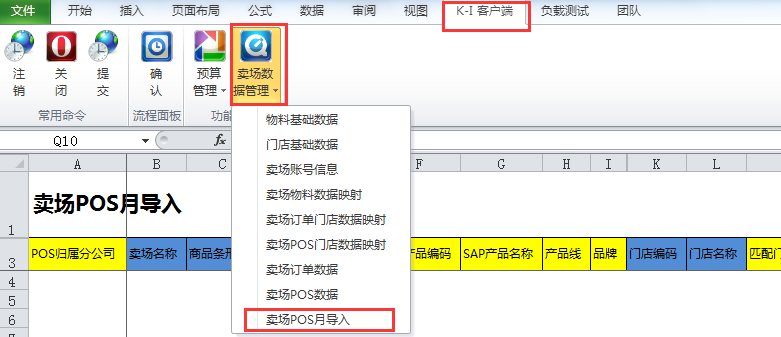 文件 开始 插入 页面布局 公式 数据 审阅 视图 K-I 客户端 负载测试 团队
注销 关闭 提交 确认 预算管理 卖场数据管理
常用命令 流程面板 功能
Q10 fx
物料基础数据
门店基础数据
卖场账号信息
卖场物料数据映射
卖场订单门店数据映射
卖场POS门店数据映射
卖场订单数据
卖场POS数据
卖场POS月导入
A B C F G H I K L
1 卖场POS月导入
3 POS归属分公司 卖场名称 商品条 产品编码 SAP产品名称 产品线 品牌 门店编码 门店名称 匹配门
4
5
6